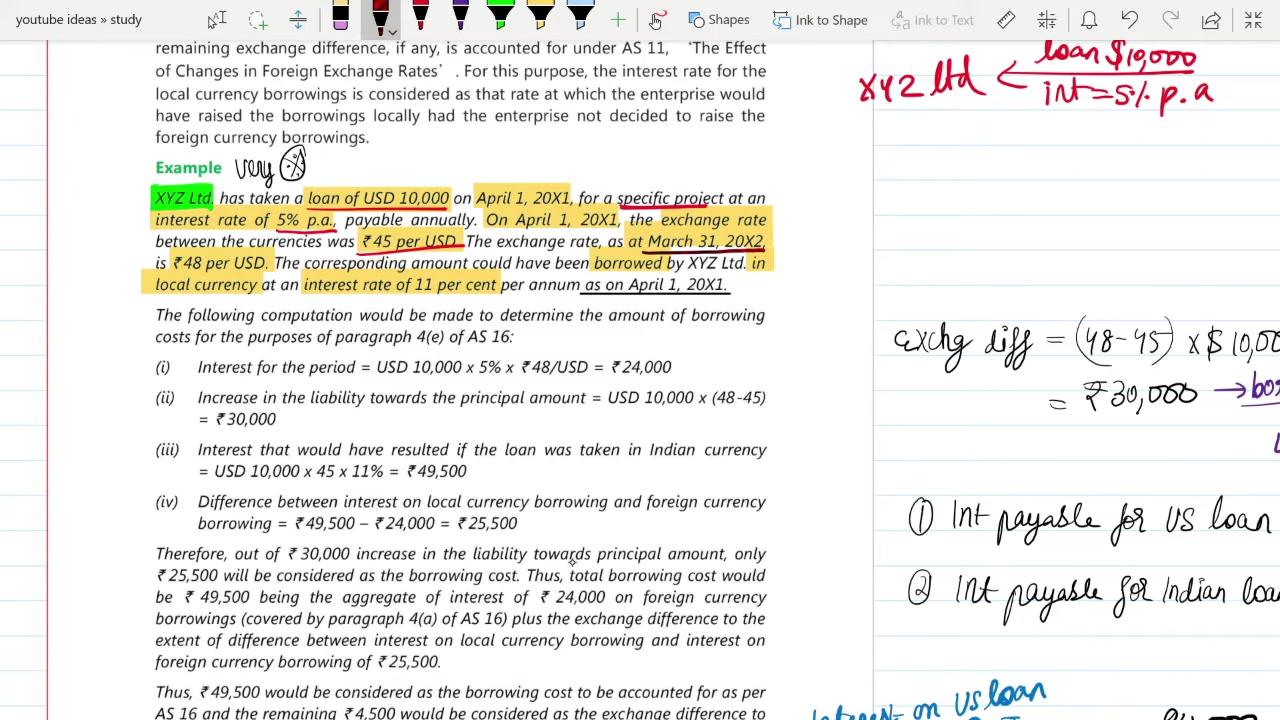 youtube ideas » study
Shapes
Ink to Shape
Ink to Text
remaining exchange difference, if any, is accounted for under AS 11, 'The Effect
of Changes in Foreign Exchange Rates' . For this purpose, the interest rate for the
local currency borrowings is considered as that rate at which the enterprise would
have raised the borrowings locally had the enterprise not decided to raise the
foreign currency borrowings.
Example very
XYZ Ltd. has taken a loan of USD 10,000 on April 1, 20X1, for a specific project at an
interest rate of 5% p.a., payable annually. On April 1, 20X1, the exchange rate
between the currencies was ₹45 per USD. The exchange rate, as at March 31, 20X2,
is ₹48 per USD. The corresponding amount could have been borrowed by XYZ Ltd. in
local currency at an interest rate of 11 per cent per annum as on April 1, 20X1.
The following computation would be made to determine the amount of borrowing
costs for the purposes of paragraph 4(e) of AS 16:
(i) Interest for the period = USD 10,000 x 5% x ₹48/USD = ₹24,000
(ii) Increase in the liability towards the principal amount = USD 10,000 x (48-45)
= ₹30,000
(iii) Interest that would have resulted if the loan was taken in Indian currency
= USD 10,000 x 45 x 11% = ₹49,500
(iv) Difference between interest on local currency borrowing and foreign currency
borrowing = ₹49,500 – ₹24,000 = ₹25,500
Therefore, out of ₹30,000 increase in the liability towards principal amount, only
₹25,500 will be considered as the borrowing cost. Thus, total borrowing cost would
be ₹ 49,500 being the aggregate of interest of ₹ 24,000 on foreign currency
borrowings (covered by paragraph 4(a) of AS 16) plus the exchange difference to the
extent of difference between interest on local currency borrowing and interest on
foreign currency borrowing of ₹25,500.
Thus, ₹49,500 would be considered as the borrowing cost to be accounted for as per
AS 16 and the remaining ₹4,500 would be considered as the exchange difference to
loan $10,000
XYZ ltd
int = 5% p.a
exchg diff = (48-45) x $ 10,00
= ₹30,000 → bor
① Int payable for US loan
② Int payable for Indian loan
Interest on US loan